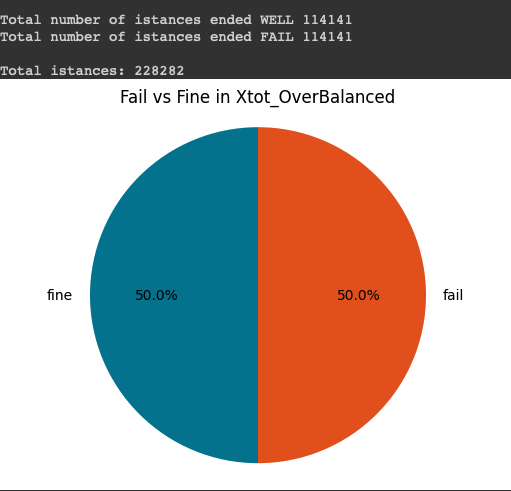 Total number of istances ended WELL 114141
Total number of istances ended FAIL 114141
Total istances: 228282
Fail vs Fine in Xtot_OverBalanced
fine
50.0%
50.0%
fail